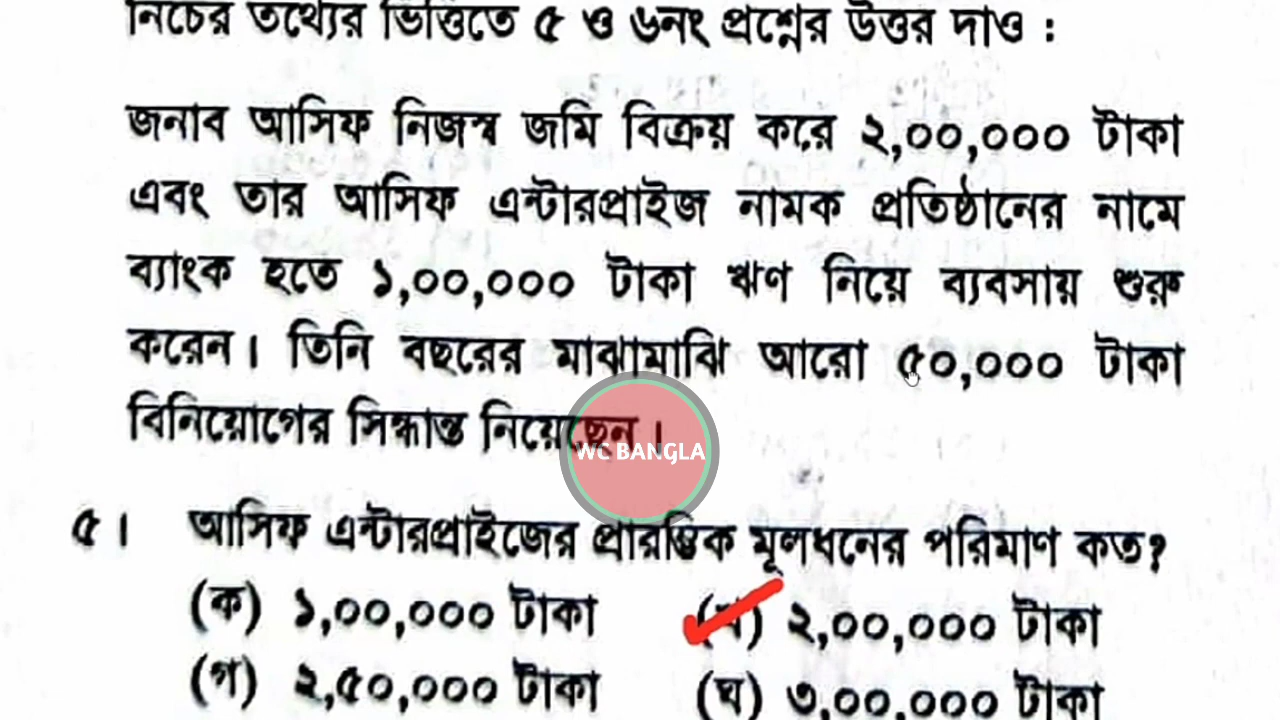 নিচের তথ্যের ভিত্তিতে ৫ ও ৬নং প্রশ্নের উত্তর দাও :
জনাব আসিফ নিজস্ব জমি বিক্রয় করে ২,০০,০০০ টাকা
এবং তার আসিফ এন্টারপ্রাইজ নামক প্রতিষ্ঠানের নামে
ব্যাংক হতে ১,০০,০০০ টাকা ঋণ নিয়ে ব্যবসায় শুরু
করেন। তিনি বছরের মাঝামাঝি আরো ৫০,০০০ টাকা
বিনিয়োগের সিদ্ধান্ত নিয়েছেন।
WC BANGLA
৫। আসিফ এন্টারপ্রাইজের প্রারম্ভিক মূলধনের পরিমাণ কত?
(ক) ১,০০,০০০ টাকা (খ) ২,০০,০০০ টাকা
(গ) ২,৫০,০০০ টাকা (ঘ) ৩,০০,০০০ টাকা